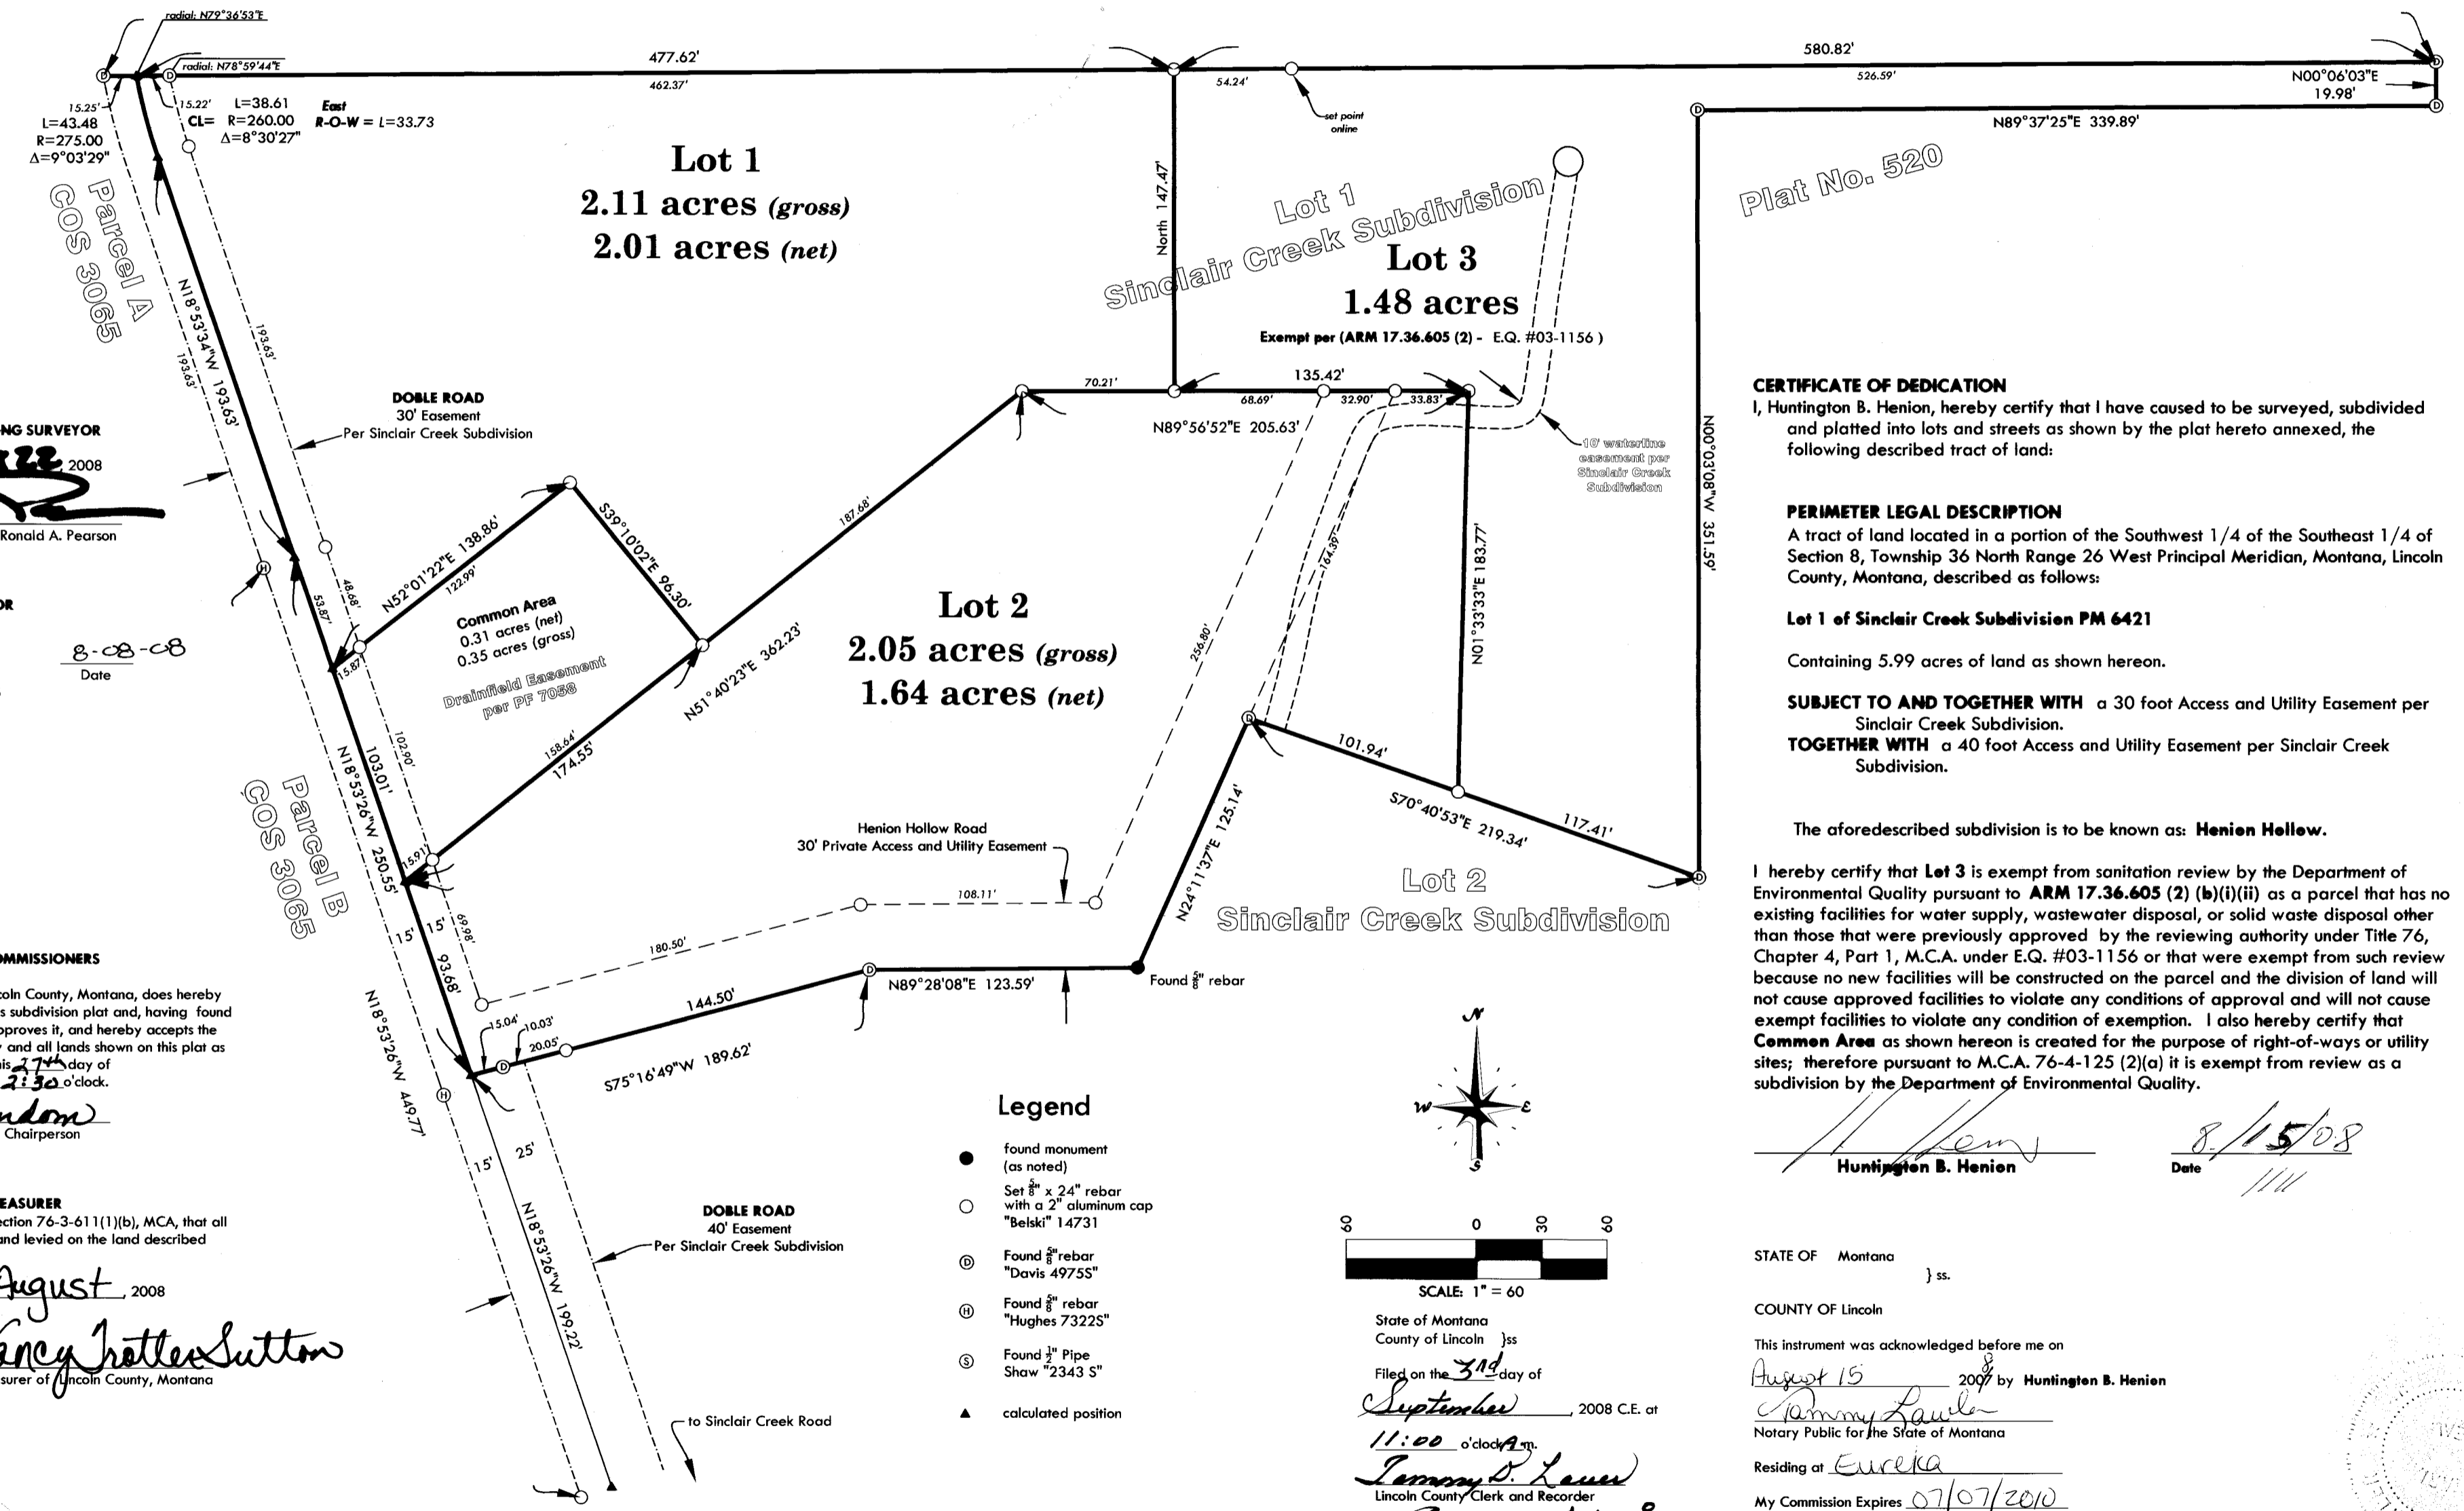 radial: N79°36'53"E
radial: N78°59'44"E
477.62'
462.37'
54.24'
580.82'
526.59'
N00°06'03"E
19.98'
N89°37'25"E 339.89'
set point
online
15.25'
L=43.48
R=275.00
Δ=9°03'29"
15.22'
L=38.61
CL= R=260.00
Δ=8°30'27"
East
R-O-W = L=33.73
Lot 1
2.11 acres (gross)
2.01 acres (net)
North 147.47'
Lot 1
Sinclair Creek Subdivision
Lot 3
1.48 acres
Exempt per (ARM 17.36.605 (2) - E.Q. #03-1156 )
Plat No. 520
Parcel A
COS 3065
N18°53'34"W 193.63'
193.63'
193.63'
DOBLE ROAD
30' Easement
Per Sinclair Creek Subdivision
70.21'
135.42'
68.69'
32.90'
33.83'
N89°56'52"E 205.63'
10' waterline
easement per
Sinclair Creek
Subdivision
N00°03'08"W 351.59'
N01°33'33"E 183.77'
164.39'
256.80'
187.68'
N51°40'23"E 362.23'
N52°01'22"E 138.86'
122.99'
S39°10'02"E 96.30'
Common Area
0.31 acres (net)
0.35 acres (gross)
Drainfield Easement
per PF 7058
48.68'
53.87'
15.87'
158.64'
174.55'
102.90'
103.01'
N18°53'26"W 250.55'
15.91'
Lot 2
2.05 acres (gross)
1.64 acres (net)
Parcel B
COS 3065
15'
15'
69.98'
93.68'
Henion Hollow Road
30' Private Access and Utility Easement
108.11'
180.50'
N24°11'37"E 125.14'
101.94'
S70°40'53"E 219.34'
117.41'
Lot 2
Sinclair Creek Subdivision
N89°28'08"E 123.59'
Found 5/8" rebar
144.50'
15.04'
10.03'
20.05'
S75°16'49"W 189.62'
N18°53'26"W 449.77'
15'
25'
N18°53'26"W 199.22'
DOBLE ROAD
40' Easement
Per Sinclair Creek Subdivision
to Sinclair Creek Road
NG SURVEYOR
22, 2008
Ronald A. Pearson
OR
8-08-08
Date
OMMISSIONERS
coln County, Montana, does hereby
s subdivision plat and, having found
pproves it, and hereby accepts the
and all lands shown on this plat as
is 27th day of
2:30 o'clock.
Chairperson
EASURER
ection 76-3-611(1)(b), MCA, that all
and levied on the land described
August, 2008
ancy Trotter Sutton
surer of Lincoln County, Montana
Legend
found monument
(as noted)
Set 5/8" x 24" rebar
with a 2" aluminum cap
"Belski" 14731
Found 5/8" rebar
"Davis 4975S"
Found 5/8" rebar
"Hughes 7322S"
Found 1/2" Pipe
Shaw "2343 S"
calculated position
N
W E
S
60 0 30 60
SCALE: 1" = 60
State of Montana
County of Lincoln }ss
Filed on the 3rd day of
September, 2008 C.E. at
11:00 o'clock A m.
Tammy D. Lauer
Lincoln County Clerk and Recorder
CERTIFICATE OF DEDICATION
I, Huntington B. Henion, hereby certify that I have caused to be surveyed, subdivided
and platted into lots and streets as shown by the plat hereto annexed, the
following described tract of land:
PERIMETER LEGAL DESCRIPTION
A tract of land located in a portion of the Southwest 1/4 of the Southeast 1/4 of
Section 8, Township 36 North Range 26 West Principal Meridian, Montana, Lincoln
County, Montana, described as follows:
Lot 1 of Sinclair Creek Subdivision PM 6421
Containing 5.99 acres of land as shown hereon.
SUBJECT TO AND TOGETHER WITH a 30 foot Access and Utility Easement per
Sinclair Creek Subdivision.
TOGETHER WITH a 40 foot Access and Utility Easement per Sinclair Creek
Subdivision.
The aforedescribed subdivision is to be known as: Henion Hollow.
I hereby certify that Lot 3 is exempt from sanitation review by the Department of
Environmental Quality pursuant to ARM 17.36.605 (2) (b)(i)(ii) as a parcel that has no
existing facilities for water supply, wastewater disposal, or solid waste disposal other
than those that were previously approved by the reviewing authority under Title 76,
Chapter 4, Part 1, M.C.A. under E.Q. #03-1156 or that were exempt from such review
because no new facilities will be constructed on the parcel and the division of land will
not cause approved facilities to violate any conditions of approval and will not cause
exempt facilities to violate any condition of exemption. I also hereby certify that
Common Area as shown hereon is created for the purpose of right-of-ways or utility
sites; therefore pursuant to M.C.A. 76-4-125 (2)(a) it is exempt from review as a
subdivision by the Department of Environmental Quality.
Huntington B. Henion
8/15/08
Date
STATE OF Montana
} ss.
COUNTY OF Lincoln
This instrument was acknowledged before me on
August 15 2008 by Huntington B. Henion
Notary Public for the State of Montana
Residing at Eureka
My Commission Expires 07/07/2010